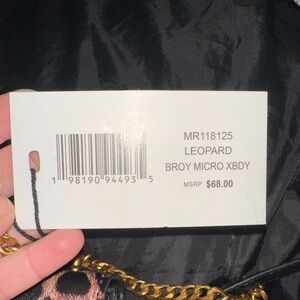 MR118125
LEOPARD
BROY MICRO XBDY
MSRP $68.00
1 98190 94493 5